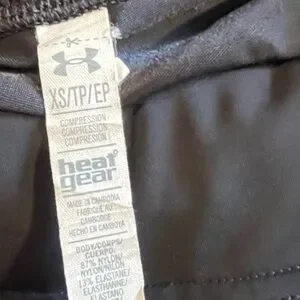 XS/TP/EP
COMPRESSION
COMPRESSION
COMPRESIÓN
heat
gear
MADE IN CAMBODIA
FABRIQUÉ AU
CAMBODGE
HECHO EN CAMBOYA
BODY/CORPS/
CUERPO:
87% NYLON/
NYLON/NILÓN
13% ELASTANE/
ÉLASTHANNE/
ELASTANO